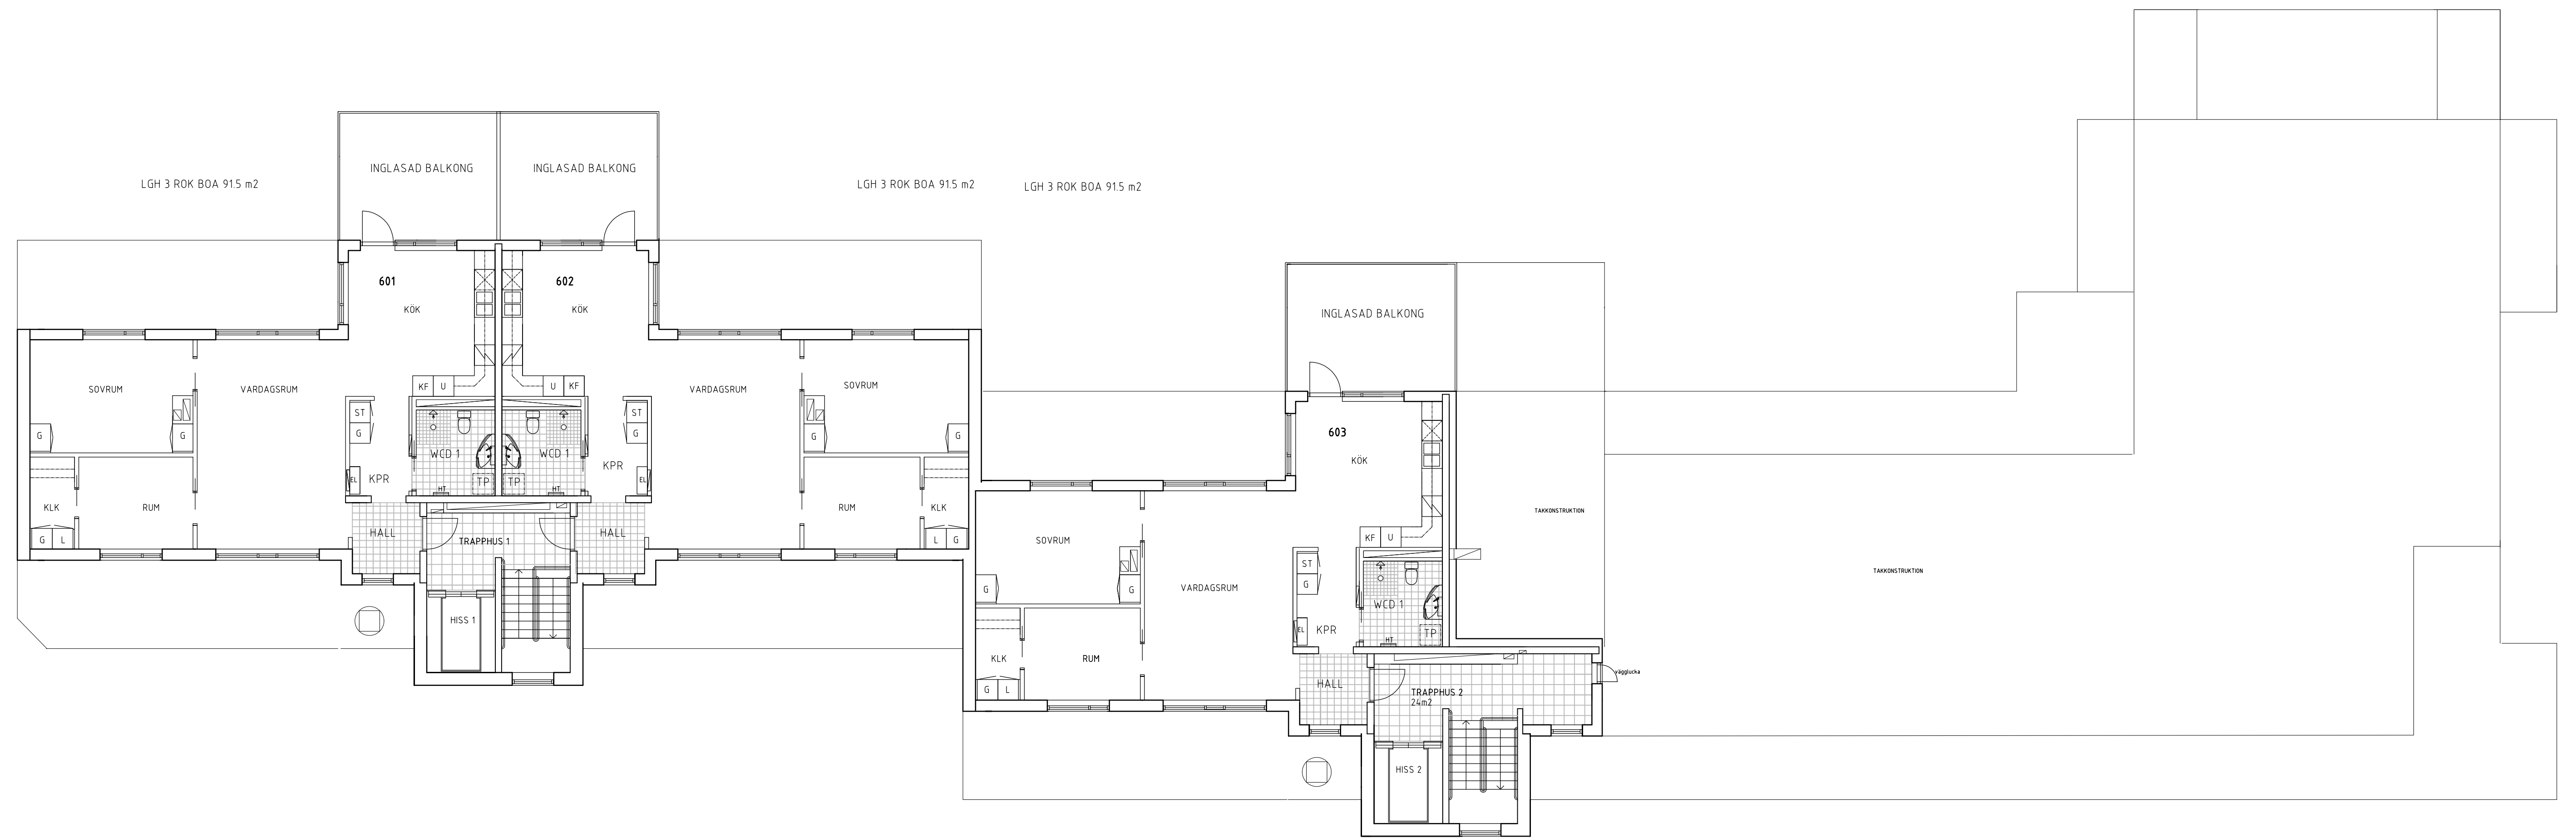 INGLASAD BALKONG
INGLASAD BALKONG
LGH 3 ROK BOA 91.5 m2
LGH 3 ROK BOA 91.5 m2
LGH 3 ROK BOA 91.5 m2
601
KÖK
602
KÖK
SOVRUM
VARDAGSRUM
KF
U
U
KF
VARDAGSRUM
SOVRUM
ST
G
ST
G
G
G
G
G
WCD 1
WCD 1
KPR
KPR
EL
EL
HT
TP
TP
HT
KLK
RUM
RUM
KLK
G
L
L
G
HALL
TRAPPHUS 1
HALL
HISS 1
INGLASAD BALKONG
603
KÖK
SOVRUM
VARDAGSRUM
KF
U
ST
G
G
G
WCD 1
KPR
EL
HT
TP
KLK
RUM
G
L
HALL
TRAPPHUS 2
24m2
HISS 2
vägglucka
TAKKONSTRUKTION
TAKKONSTRUKTION